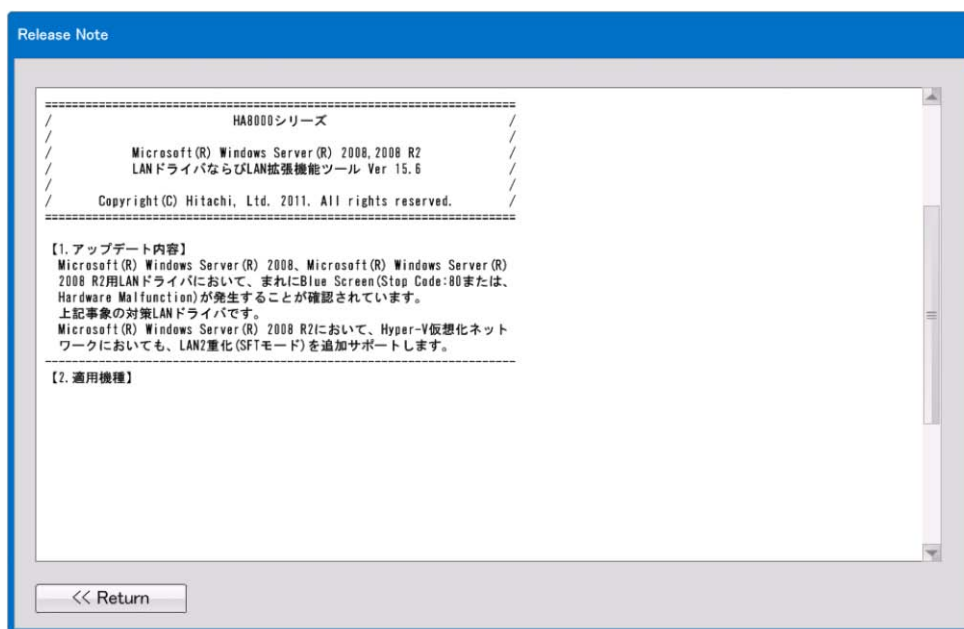 Release Note
======================================================================
/ HA8000シリーズ /
/ /
/ Microsoft(R) Windows Server(R) 2008,2008 R2 /
/ LANドライバならびLAN拡張機能ツール Ver 15.6 /
/ /
/ Copyright(C) Hitachi, Ltd. 2011. All rights reserved. /
======================================================================
【1.アップデート内容】
Microsoft(R) Windows Server(R) 2008、Microsoft(R) Windows Server(R)
2008 R2用LANドライバにおいて、まれにBlue Screen(Stop Code:80または、
Hardware Malfunction)が発生することが確認されています。
上記事象の対策LANドライバです。
Microsoft(R) Windows Server(R) 2008 R2において、Hyper-V仮想化ネット
ワークにおいても、LAN2重化(SFTモード)を追加サポートします。
----------------------------------------------------------------------
【2.適用機種】
<< Return